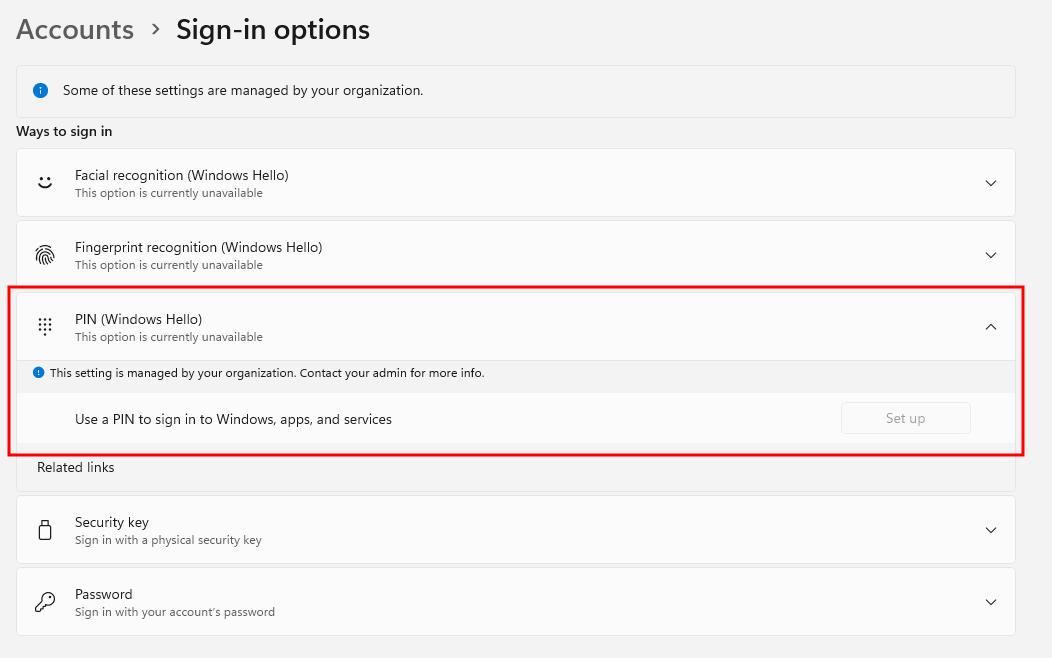 Accounts > Sign-in options
Some of these settings are managed by your organization.
Ways to sign in
Facial recognition (Windows Hello)
This option is currently unavailable
Fingerprint recognition (Windows Hello)
This option is currently unavailable
PIN (Windows Hello)
This option is currently unavailable
This setting is managed by your organization. Contact your admin for more info.
Use a PIN to sign in to Windows, apps, and services
Set up
Related links
Security key
Sign in with a physical security key
Password
Sign in with your account's password